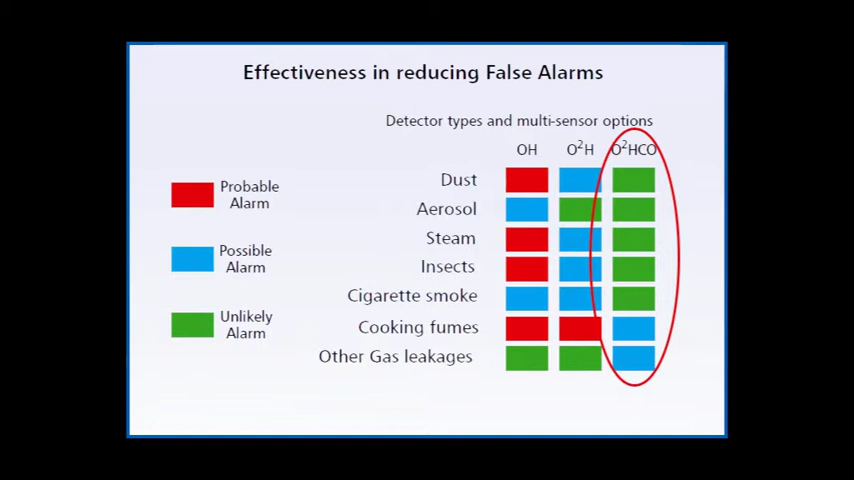 Effectiveness in reducing False Alarms
Detector types and multi-sensor options
OH O²H O²HCO
Probable
Alarm
Possible
Alarm
Unlikely
Alarm
Dust
Aerosol
Steam
Insects
Cigarette smoke
Cooking fumes
Other Gas leakages